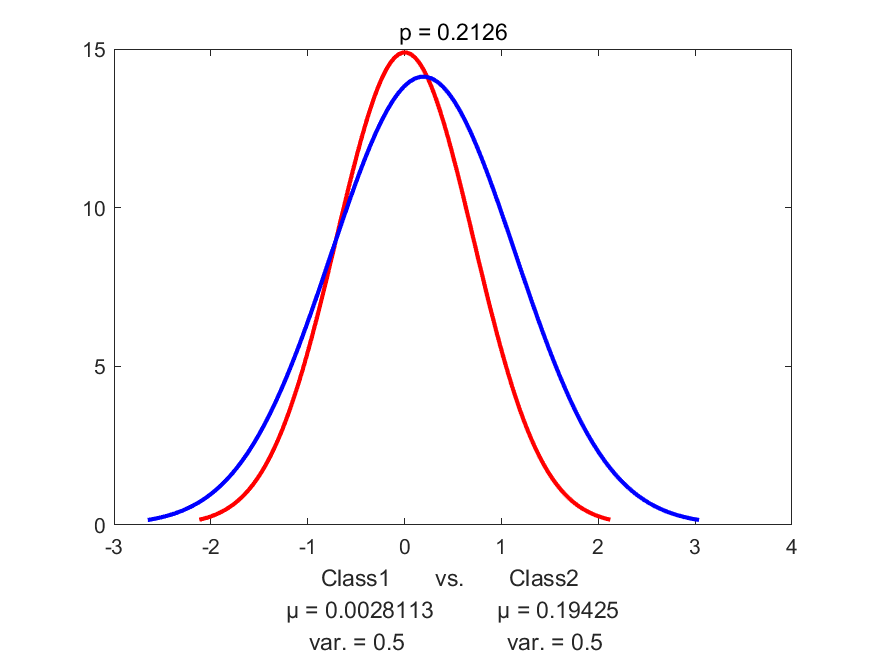 p = 0.2126
15
10
5
0
-3 -2 -1 0 1 2 3 4
Class1 vs. Class2
μ = 0.0028113 μ = 0.19425
var. = 0.5 var. = 0.5